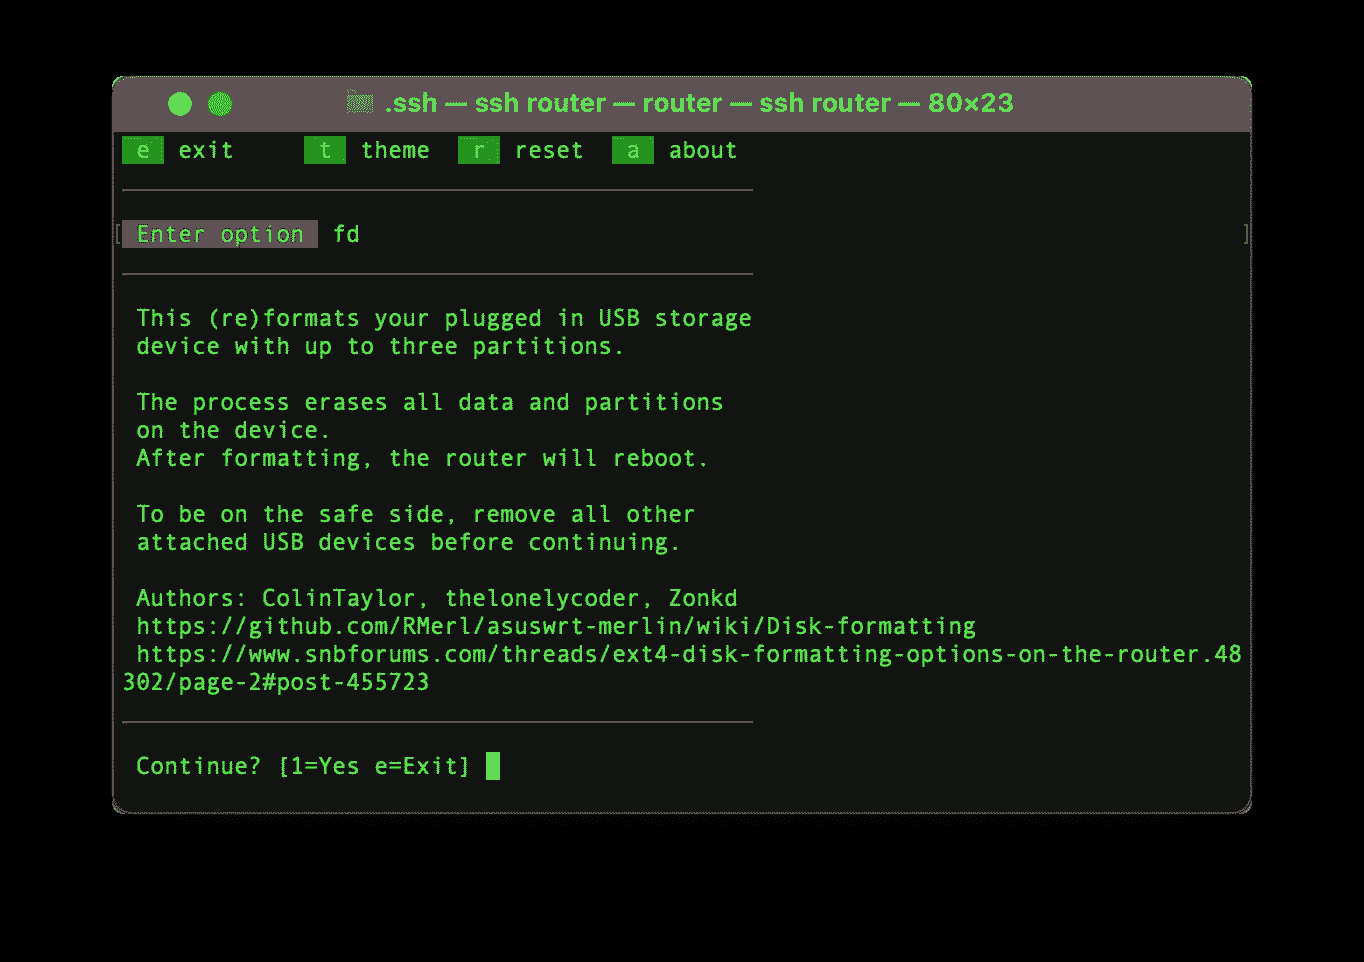 .ssh — ssh router — router — ssh router — 80×23
e exit t theme r reset a about
[ Enter option fd ]
This (re)formats your plugged in USB storage
device with up to three partitions.
The process erases all data and partitions
on the device.
After formatting, the router will reboot.
To be on the safe side, remove all other
attached USB devices before continuing.
Authors: ColinTaylor, thelonelycoder, Zonkd
https://github.com/RMerl/asuswrt-merlin/wiki/Disk-formatting
https://www.snbforums.com/threads/ext4-disk-formatting-options-on-the-router.48
302/page-2#post-455723
Continue? [1=Yes e=Exit]